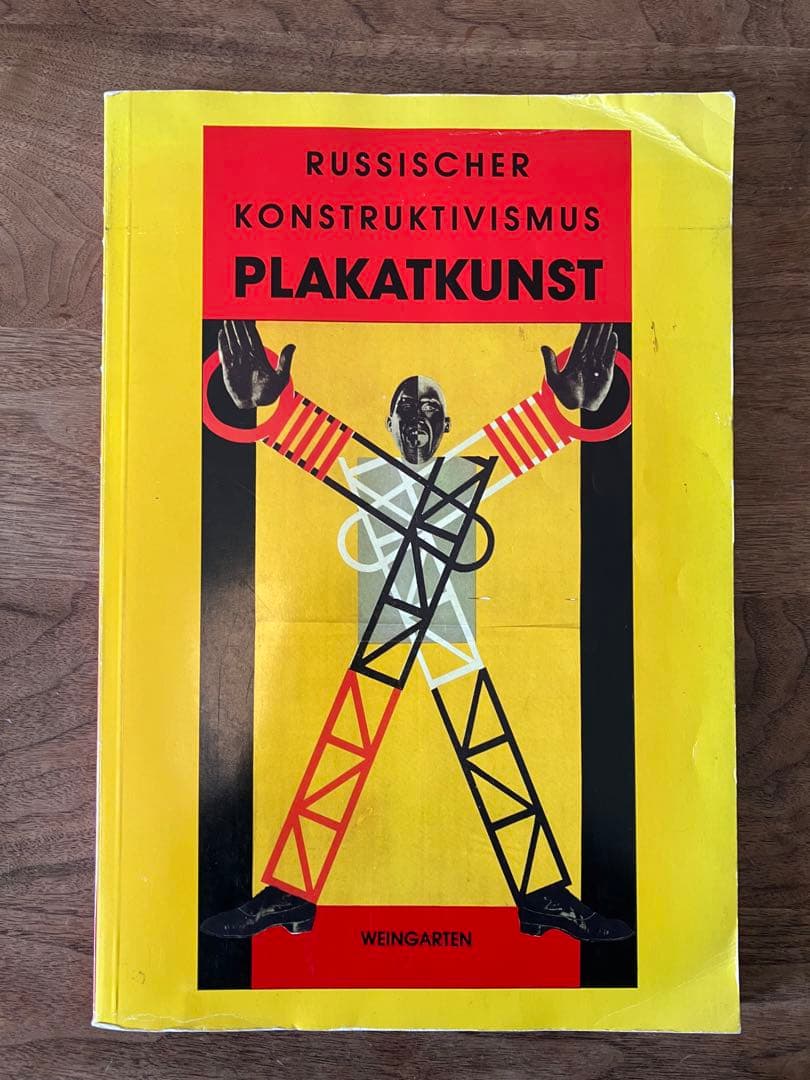 RUSSISCHER
KONSTRUKTIVISMUS
PLAKATKUNST
WEINGARTEN